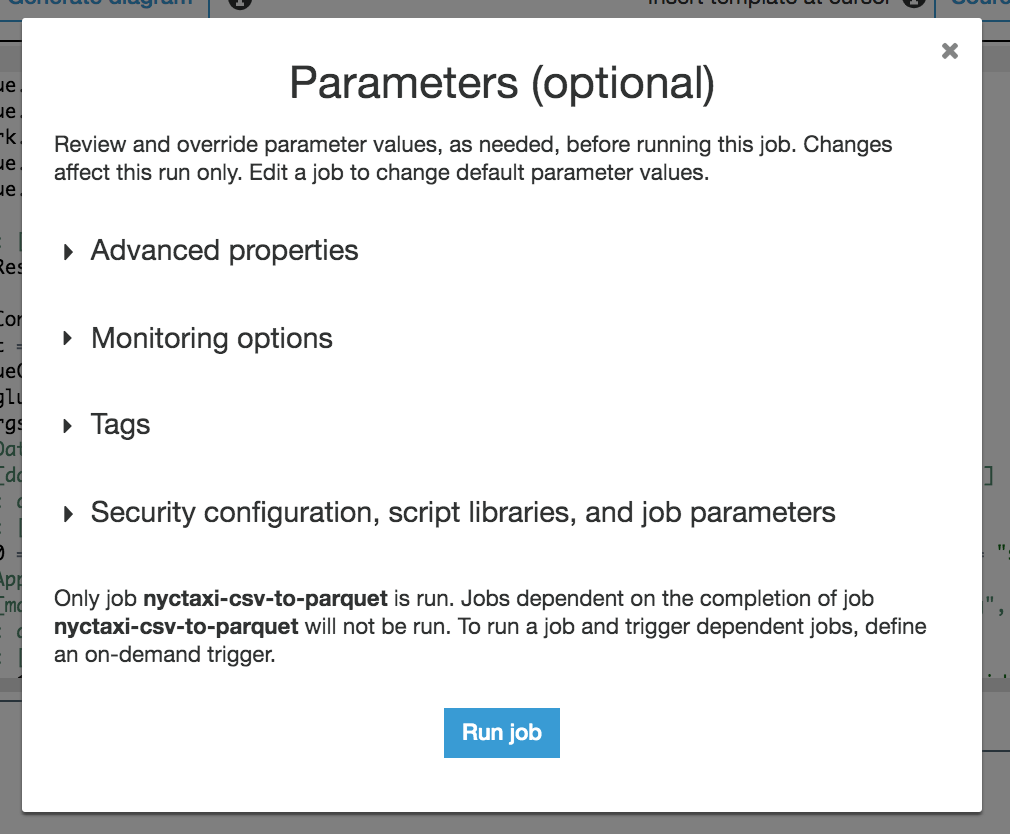 Generate diagram
Insert template at cursor
Parameters (optional)
Review and override parameter values, as needed, before running this job. Changes
affect this run only. Edit a job to change default parameter values.
Advanced properties
Monitoring options
Tags
Security configuration, script libraries, and job parameters
Only job nyctaxi-csv-to-parquet is run. Jobs dependent on the completion of job
nyctaxi-csv-to-parquet will not be run. To run a job and trigger dependent jobs, define
an on-demand trigger.
Run job